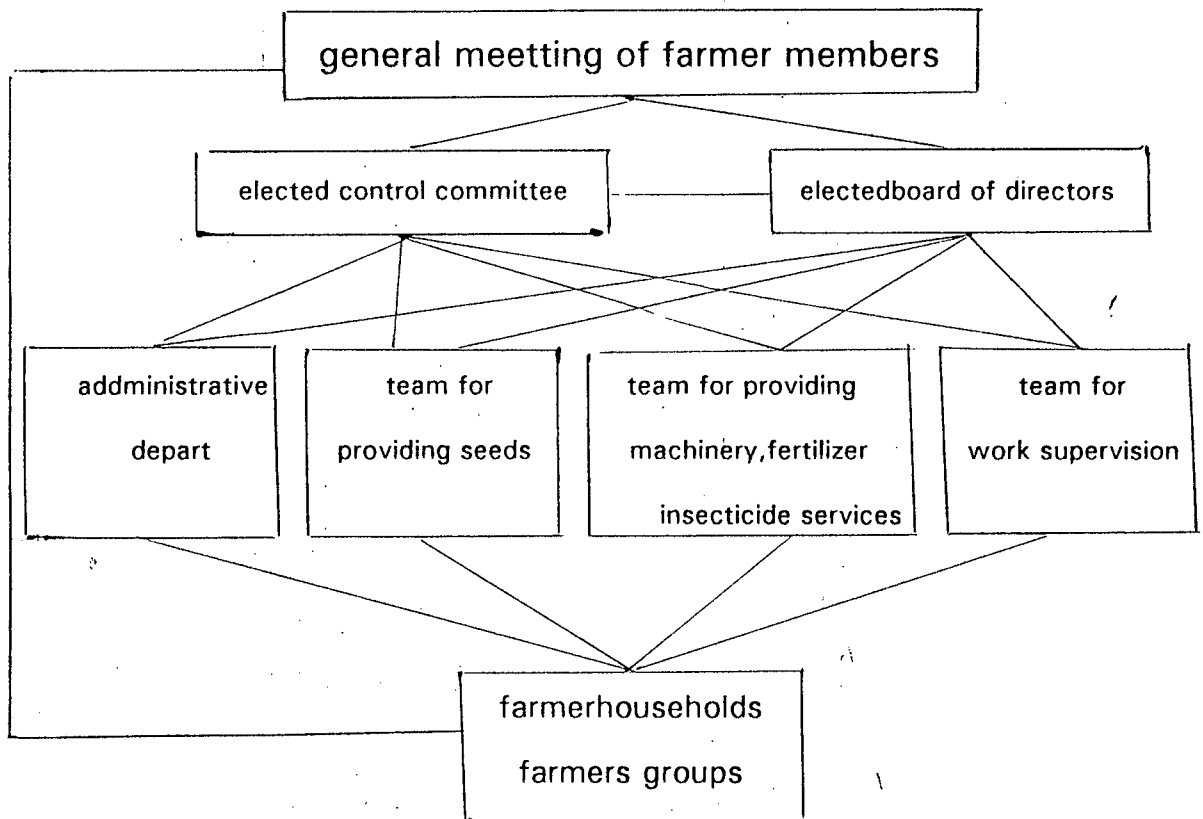 general meetting of farmer members
elected control committee
electedboard of directors
addministrative
depart
team for
providing seeds
team for providing
machinery,fertilizer
insecticide services
team for
work supervision
farmerhouseholds
farmers groups